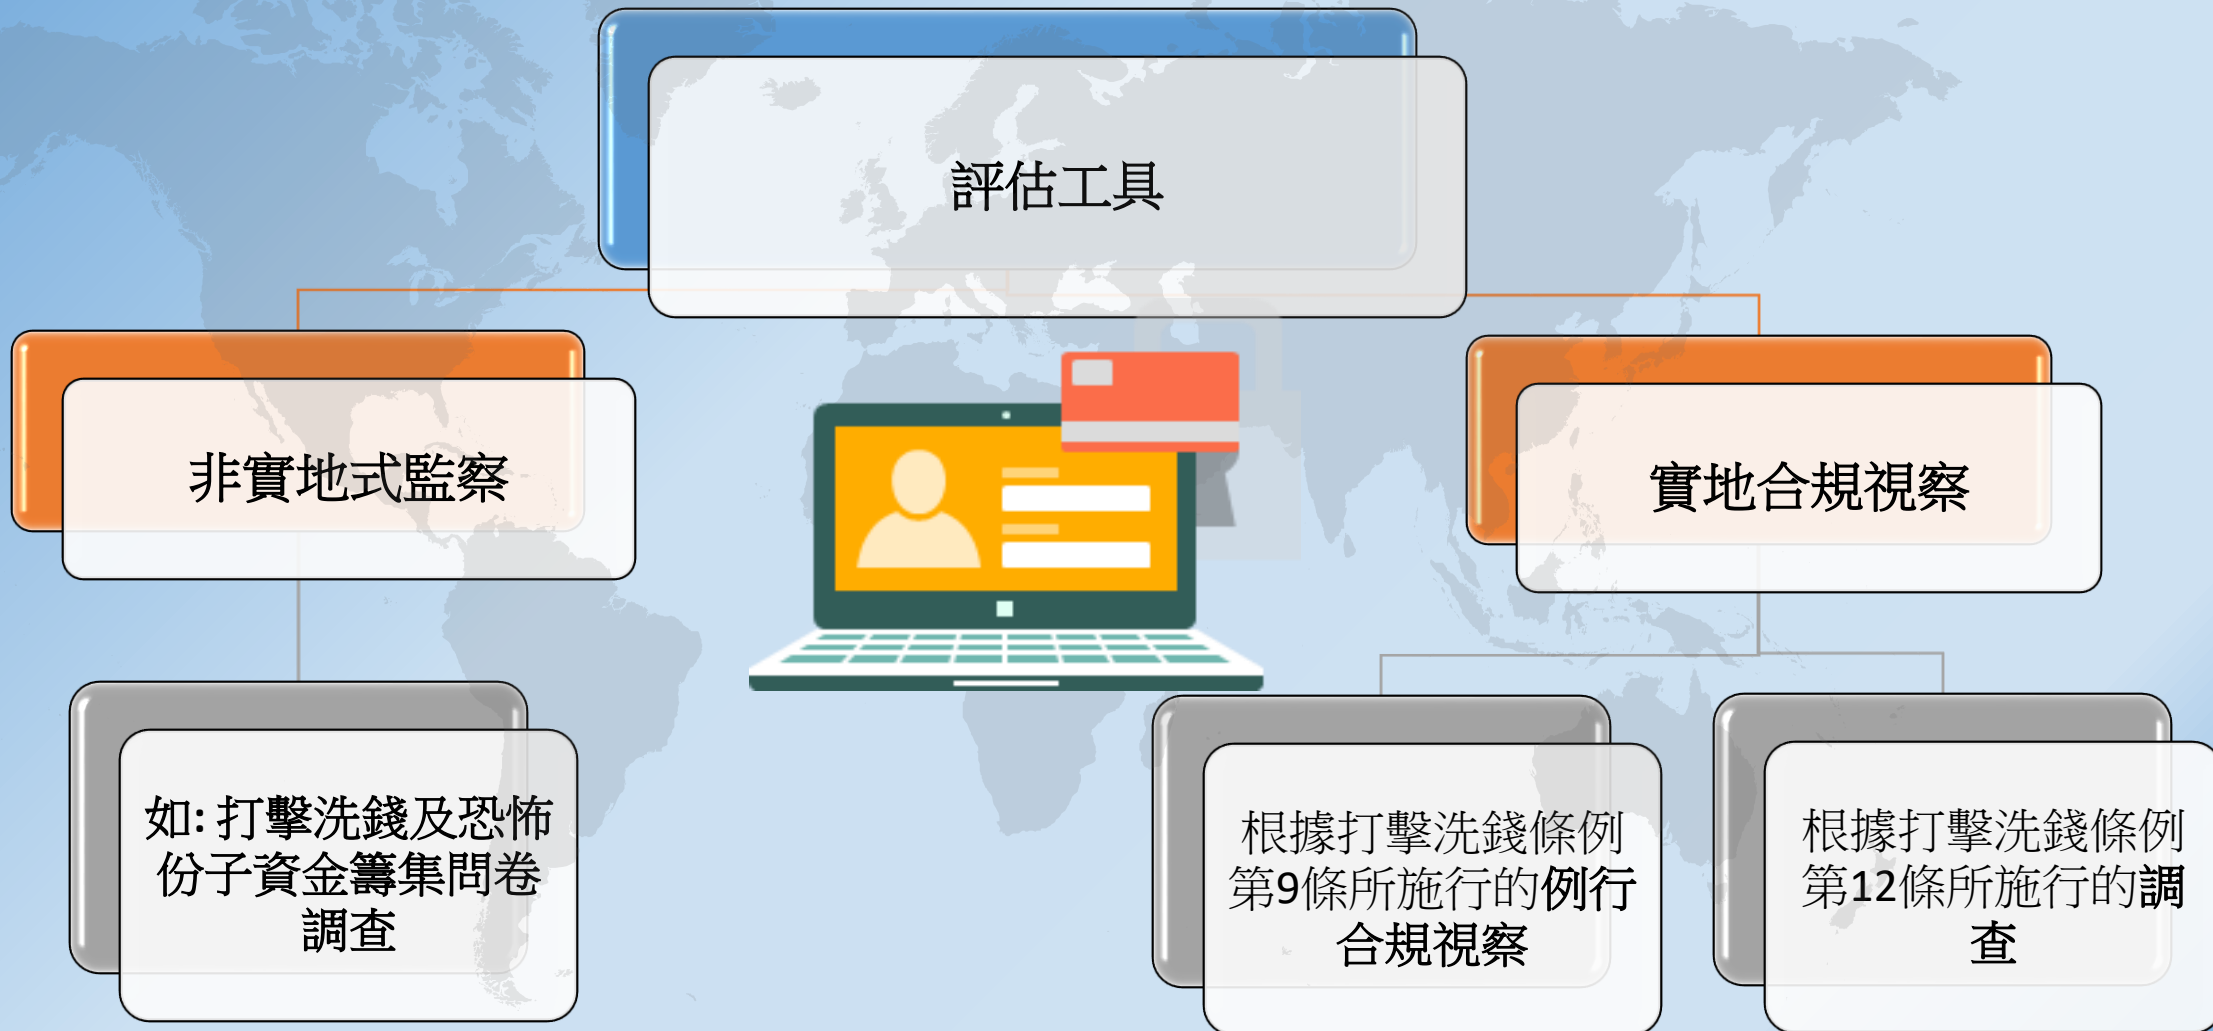 評估工具
非實地式監察
實地合規視察
如: 打擊洗錢及恐怖
份子資金籌集問卷
調查
根據打擊洗錢條例
第9條所施行的例行
合規視察
根據打擊洗錢條例
第12條所施行的調
查